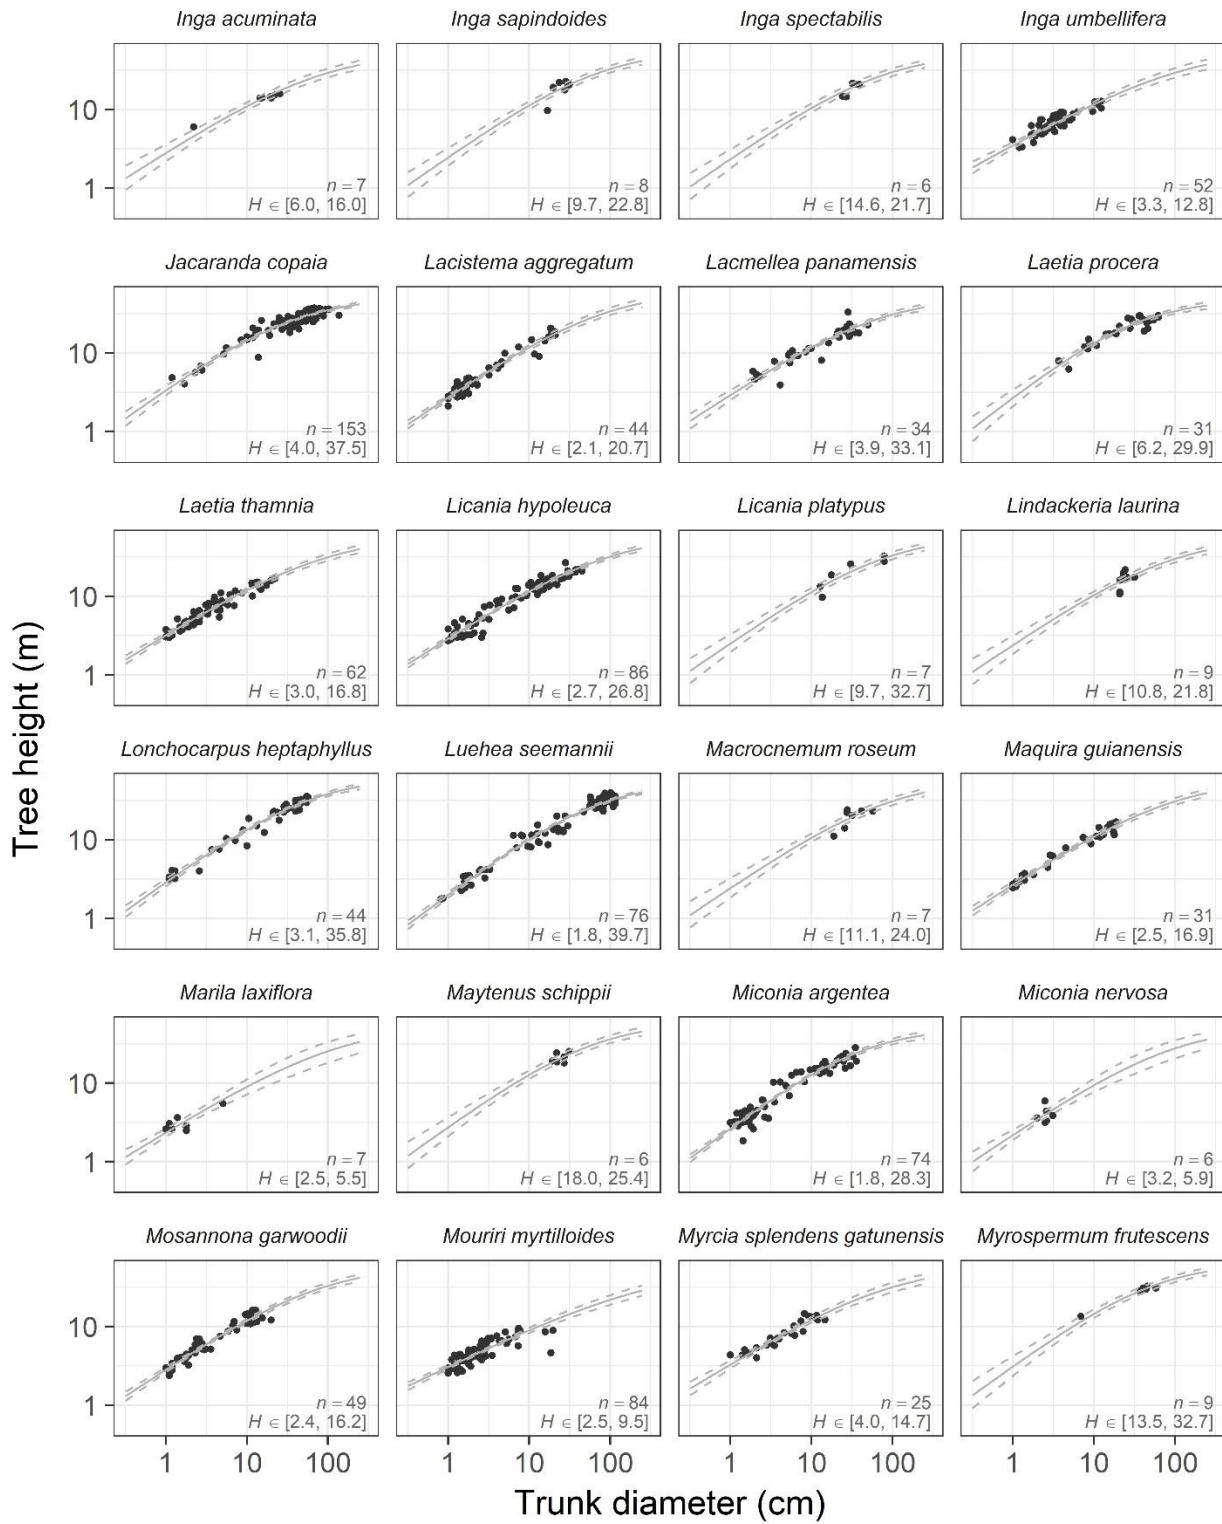 Inga acuminata Inga sapindoides Inga spectabilis Inga umbellifera
10
1
n = 7 n = 8 n = 6 n = 52
H ∈ [6.0, 16.0] H ∈ [9.7, 22.8] H ∈ [14.6, 21.7] H ∈ [3.3, 12.8]
Jacaranda copaia Lacistema aggregatum Lacmellea panamensis Laetia procera
10
1
n = 153 n = 44 n = 34 n = 31
H ∈ [4.0, 37.5] H ∈ [2.1, 20.7] H ∈ [3.9, 33.1] H ∈ [6.2, 29.9]
Laetia thamnia Licania hypoleuca Licania platypus Lindackeria laurina
10
1
n = 62 n = 86 n = 7 n = 9
H ∈ [3.0, 16.8] H ∈ [2.7, 26.8] H ∈ [9.7, 32.7] H ∈ [10.8, 21.8]
Tree height (m)
Lonchocarpus heptaphyllus Luehea seemannii Macrocnemum roseum Maquira guianensis
10
1
n = 44 n = 76 n = 7 n = 31
H ∈ [3.1, 35.8] H ∈ [1.8, 39.7] H ∈ [11.1, 24.0] H ∈ [2.5, 16.9]
Marila laxiflora Maytenus schippii Miconia argentea Miconia nervosa
10
1
n = 7 n = 6 n = 74 n = 6
H ∈ [2.5, 5.5] H ∈ [18.0, 25.4] H ∈ [1.8, 28.3] H ∈ [3.2, 5.9]
Mosannona garwoodii Mouriri myrtilloides Myrcia splendens gatunensis Myrospermum frutescens
10
1
n = 49 n = 84 n = 25 n = 9
H ∈ [2.4, 16.2] H ∈ [2.5, 9.5] H ∈ [4.0, 14.7] H ∈ [13.5, 32.7]
1 10 100 1 10 100 1 10 100 1 10 100
Trunk diameter (cm)